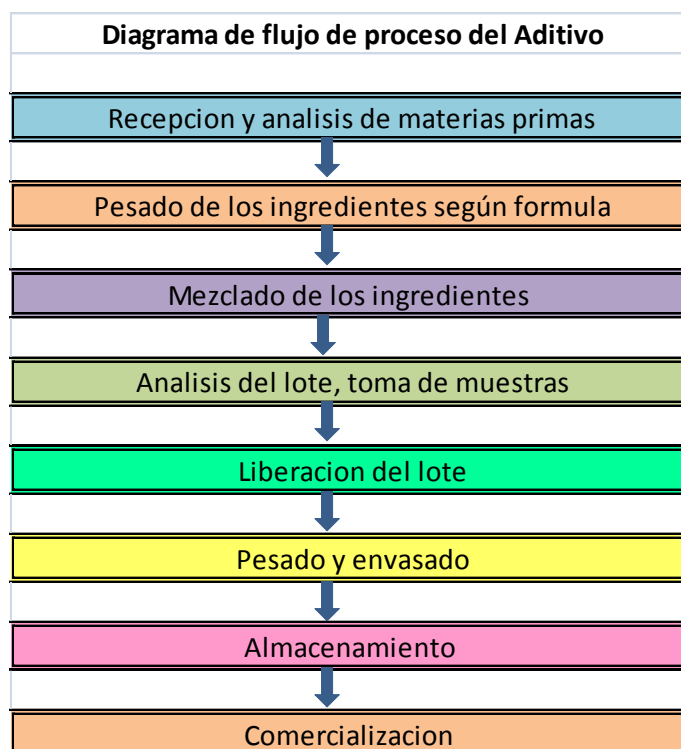 Diagrama de flujo de proceso del Aditivo
Recepcion y analisis de materias primas
Pesado de los ingredientes según formula
Mezclado de los ingredientes
Analisis del lote, toma de muestras
Liberacion del lote
Pesado y envasado
Almacenamiento
Comercializacion